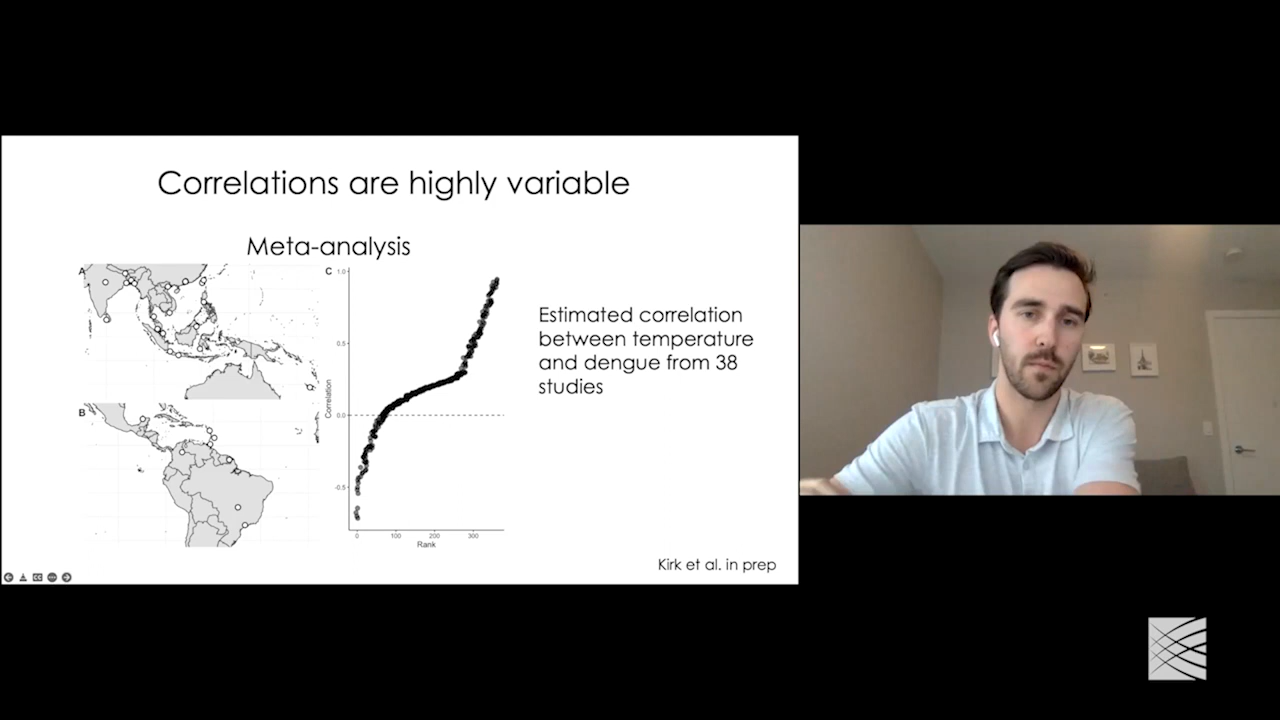 Correlations are highly variable
Meta-analysis
A
B
C
1.0
0.5
0.0
-0.5
Correlation
0
100
200
300
Rank
Estimated correlation
between temperature
and dengue from 38
studies
Kirk et al. in prep